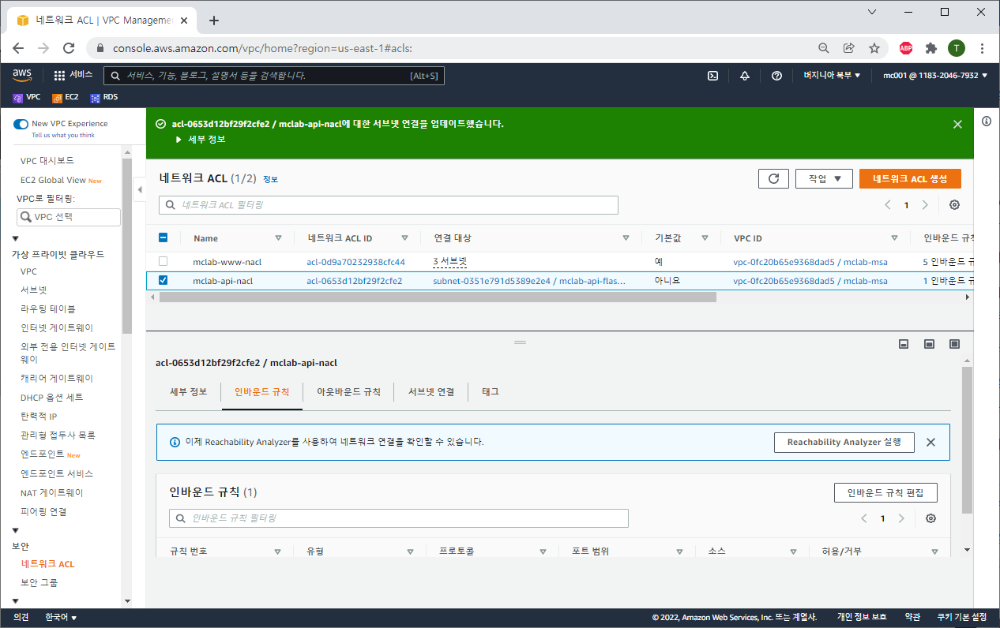 네트워크 ACL | VPC Manageme
console.aws.amazon.com/vpc/home?region=us-east-1#acls:
ABP
T
aws
서비스
서비스, 기능, 블로그, 설명서 등을 검색합니다.
[Alt+S]
버지니아 북부
mc001 @ 1183-2046-7932
VPC
EC2
RDS
New VPC Experience
Tell us what you think
VPC 대시보드
EC2 Global View New
VPC로 필터링:
VPC 선택
가상 프라이빗 클라우드
VPC
서브넷
라우팅 테이블
인터넷 게이트웨이
외부 전용 인터넷 게이트
웨이
캐리어 게이트웨이
DHCP 옵션 세트
탄력적 IP
관리형 접두사 목록
엔드포인트 New
엔드포인트 서비스
NAT 게이트웨이
피어링 연결
보안
네트워크 ACL
보안 그룹
acl-0653d12bf29f2cfe2 / mclab-api-nacl에 대한 서브넷 연결을 업데이트했습니다.
세부 정보
네트워크 ACL (1/2) 정보
작업
네트워크 ACL 생성
네트워크 ACL 필터링
1
Name 네트워크 ACL ID 연결 대상 기본값 VPC ID 인바운드 규칙
mclab-www-nacl acl-0d9a70232938cfc44 3 서브넷 예 vpc-0fc20b65e9368dad5 / mclab-msa 5 인바운드 규
mclab-api-nacl acl-0653d12bf29f2cfe2 subnet-0351e791d5389e2e4 / mclab-api-flas... 아니요 vpc-0fc20b65e9368dad5 / mclab-msa 1 인바운드 규
acl-0653d12bf29f2cfe2 / mclab-api-nacl
세부 정보 인바운드 규칙 아웃바운드 규칙 서브넷 연결 태그
이제 Reachability Analyzer를 사용하여 네트워크 연결을 확인할 수 있습니다.
Reachability Analyzer 실행
인바운드 규칙 (1)
인바운드 규칙 편집
인바운드 규칙 필터링
1
규칙 번호 유형 프로토콜 포트 범위 소스 허용/거부
의견 한국어
© 2022, Amazon Web Services, Inc. 또는 계열사. 개인 정보 보호 약관 쿠키 기본 설정